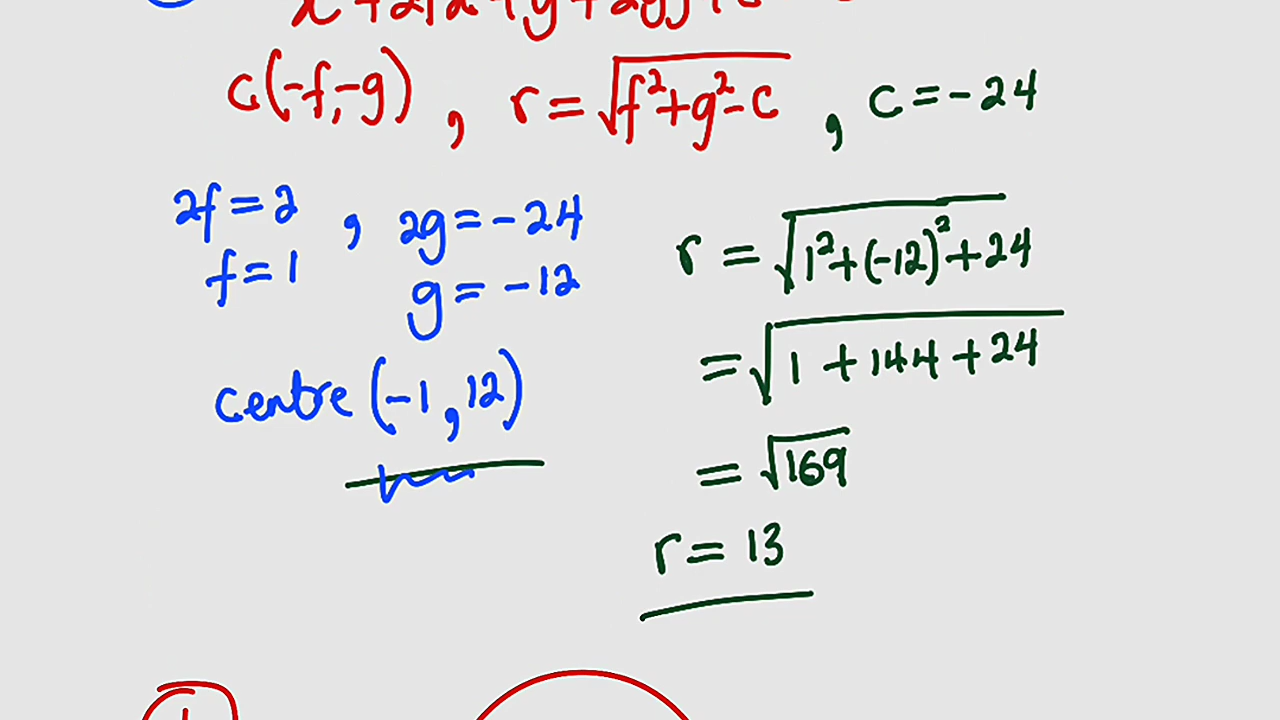 c(-f,-g), r=√(f²+g²-c), c=-24
2f=2, 2g=-24
f=1 g=-12
centre (-1,12)
r=√(1²+(-12)²+24)
=√(1+144+24)
=√169
r=13